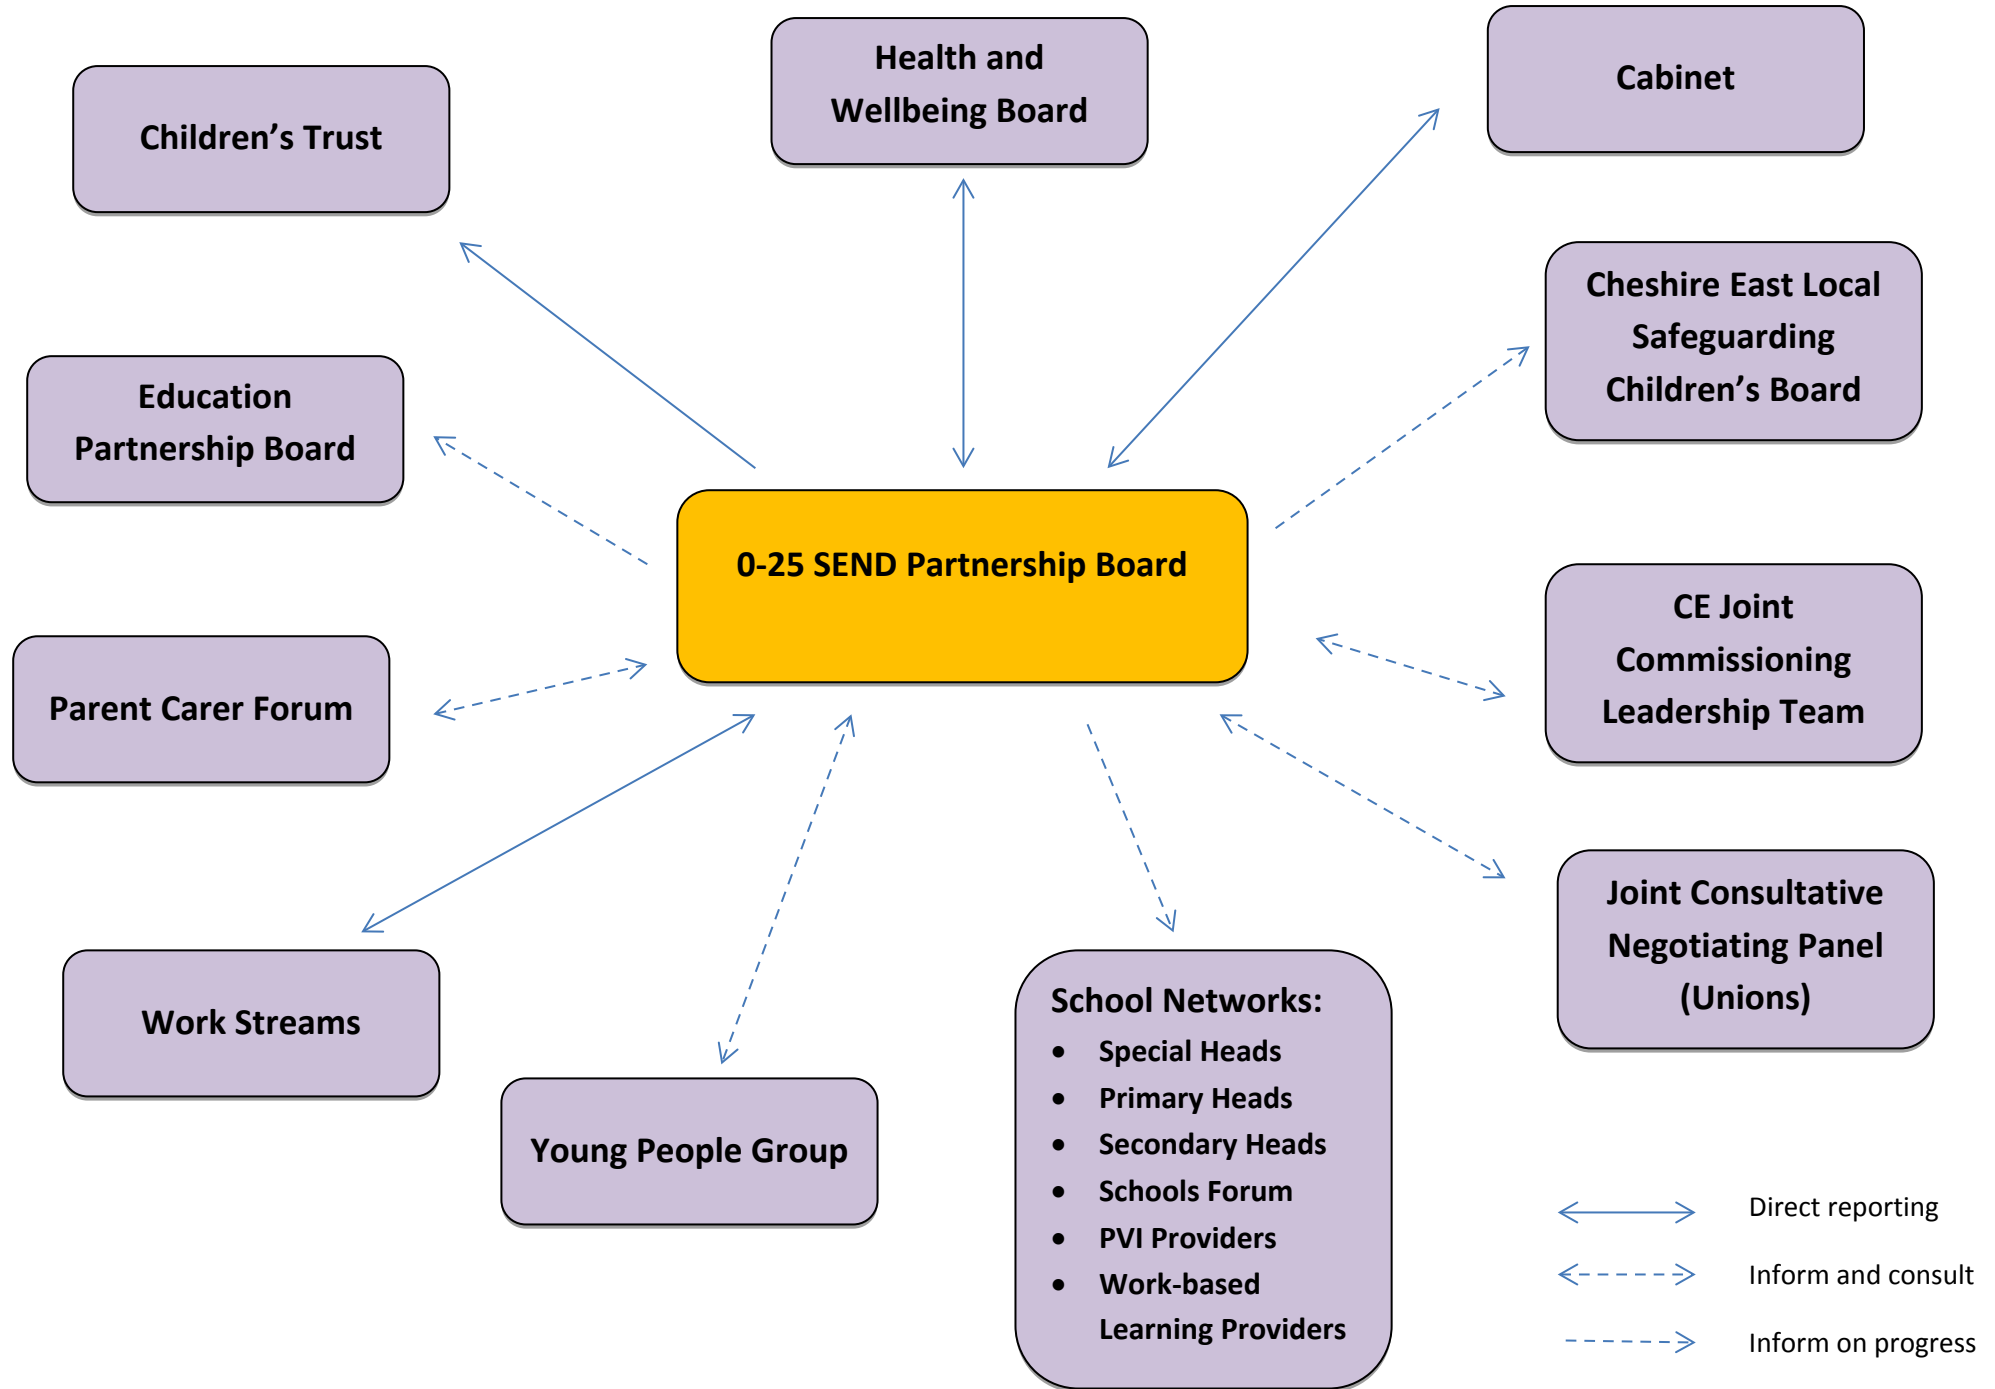 Health and
Wellbeing Board
Cabinet
Children’s Trust
Cheshire East Local
Safeguarding
Children’s Board
Education
Partnership Board
0-25 SEND Partnership Board
CE Joint
Commissioning
Leadership Team
Parent Carer Forum
Joint Consultative
Negotiating Panel
(Unions)
Work Streams
Young People Group
School Networks:
• Special Heads
• Primary Heads
• Secondary Heads
• Schools Forum
• PVI Providers
• Work-based
Learning Providers
Direct reporting
Inform and consult
Inform on progress